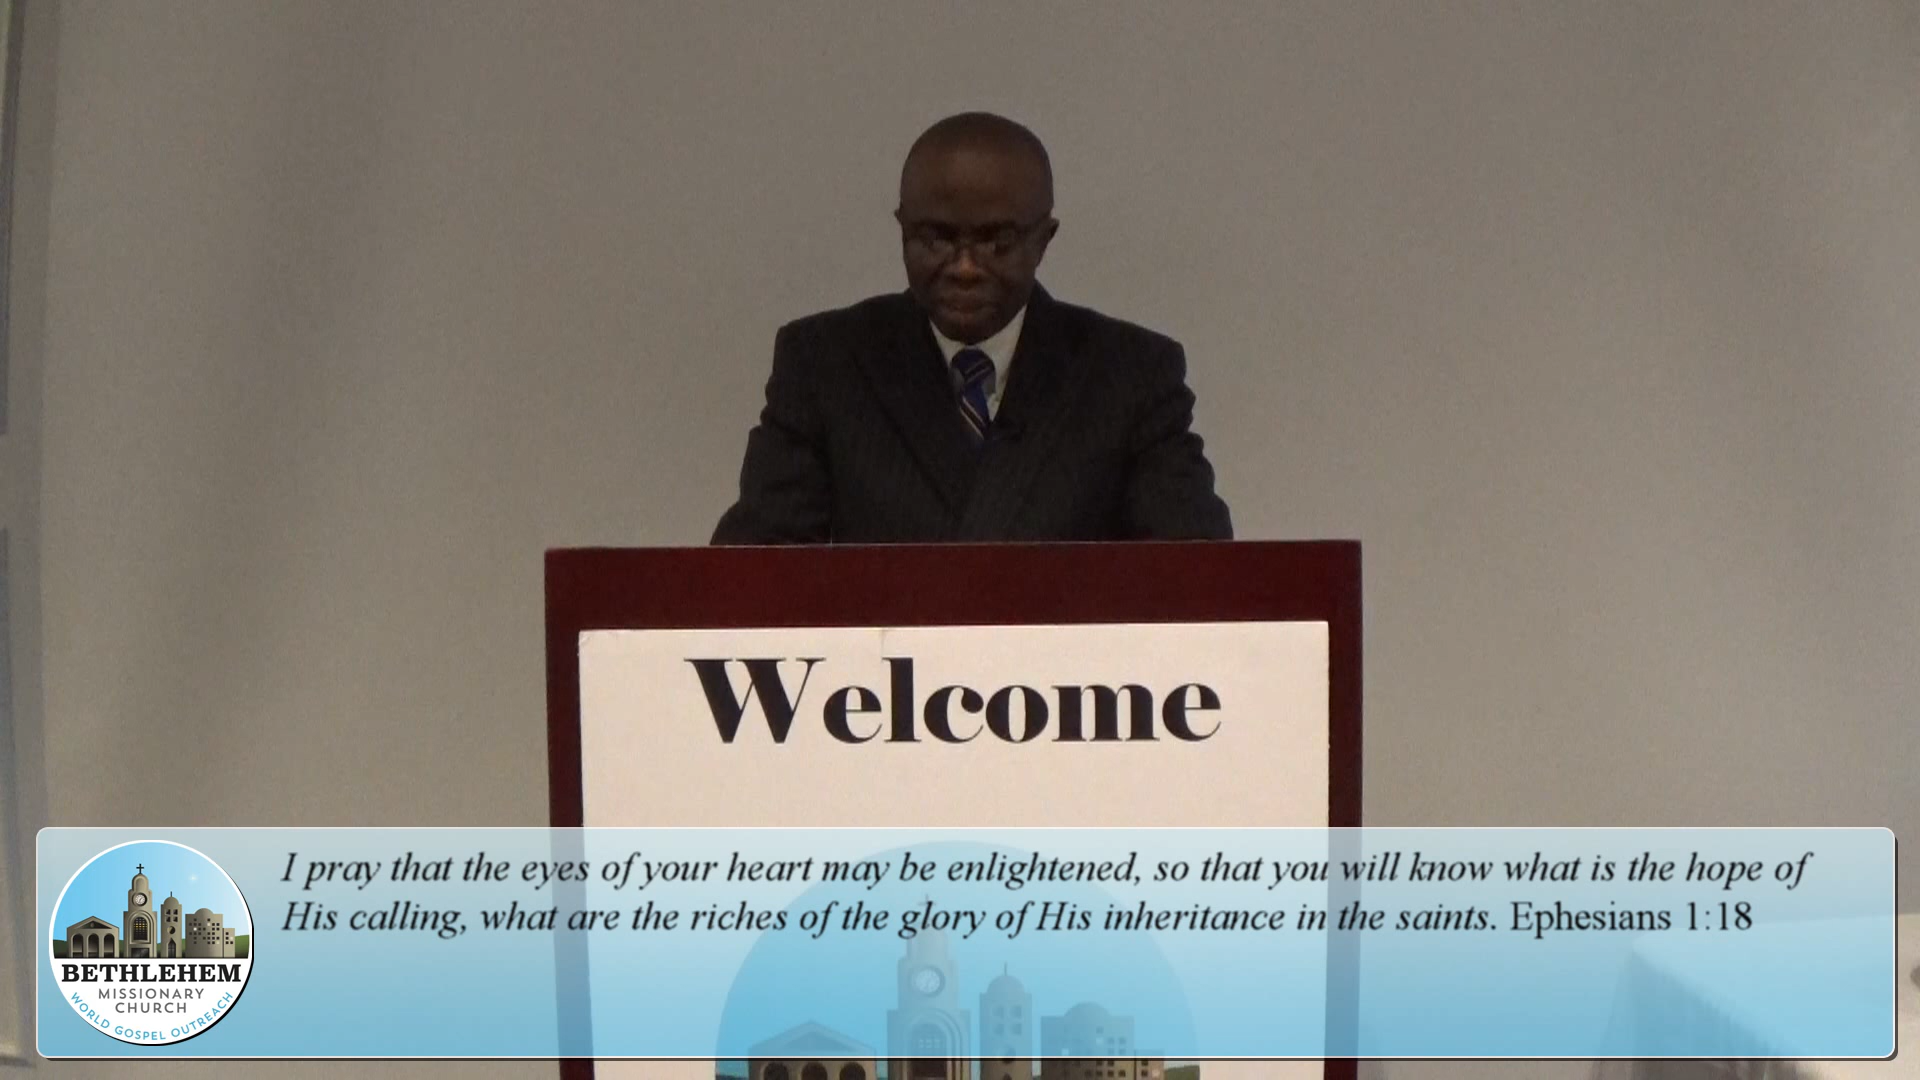 Welcome
I pray that the eyes of your heart may be enlightened, so that you will know what is the hope of
His calling, what are the riches of the glory of His inheritance in the saints. Ephesians 1:18
BETHLEHEM
MISSIONARY
CHURCH
WORLD GOSPEL OUTREACH